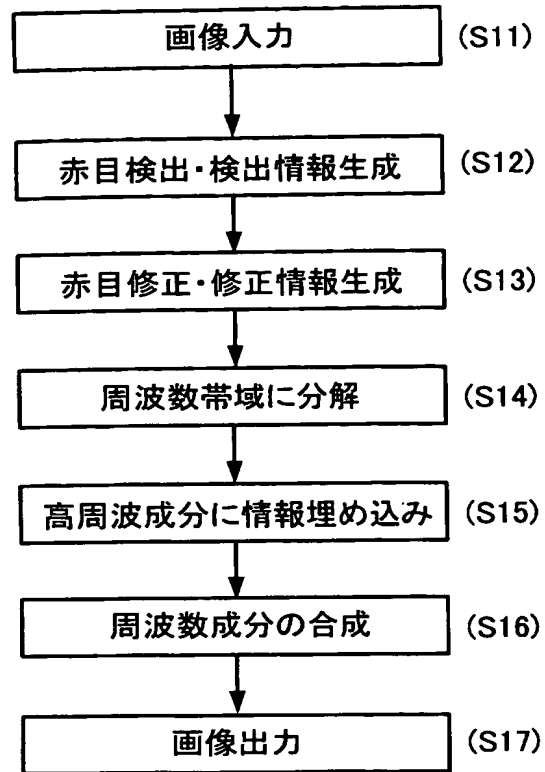 画像入力 (S11)
赤目検出・検出情報生成 (S12)
赤目修正・修正情報生成 (S13)
周波数帯域に分解 (S14)
高周波成分に情報埋め込み (S15)
周波数成分の合成 (S16)
画像出力 (S17)